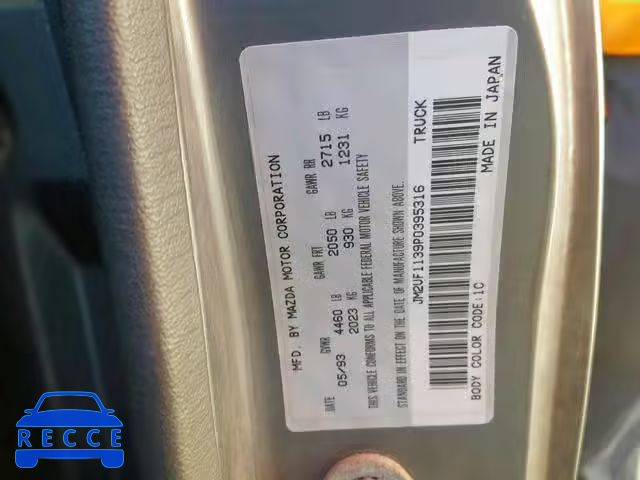 MFD. BY MAZDA MOTOR CORPORATION
DATE GVWR GAWR FRT GAWR RR
05/93 4460 LB 2050 LB 2715 LB
2023 KG 930 KG 1231 KG
THIS VEHICLE CONFORMS TO ALL APPLICABLE FEDERAL MOTOR VEHICLE SAFETY
STANDARD IN EFFECT ON THE DATE OF MANUFACTURE SHOWN ABOVE.
JM2UF1139P0395316 TRUCK
BODY COLOR CODE:1C MADE IN JAPAN
RECCE